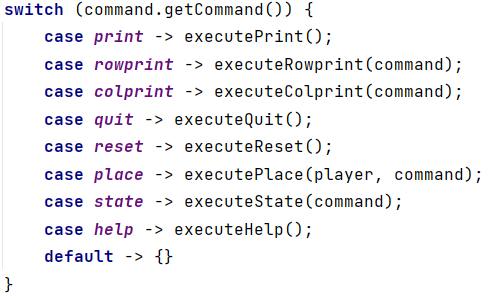 switch (command.getCommand()) {
    case print -> executePrint();
    case rowprint -> executeRowprint(command);
    case colprint -> executeColprint(command);
    case quit -> executeQuit();
    case reset -> executeReset();
    case place -> executePlace(player, command);
    case state -> executeState(command);
    case help -> executeHelp();
    default -> {}
}